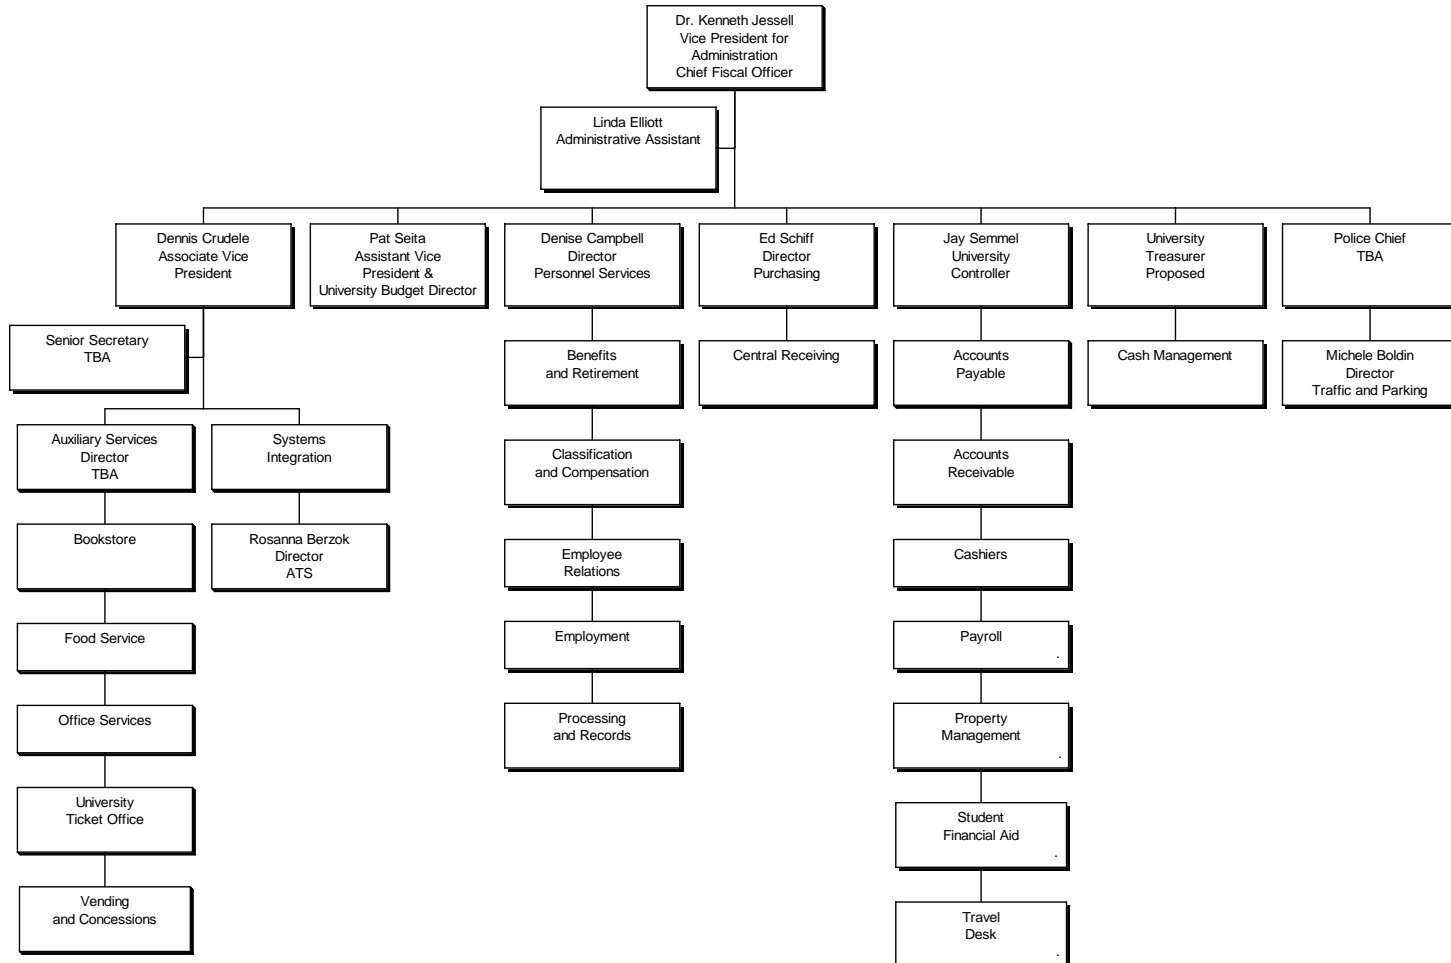 Dr. Kenneth Jessell
Vice President for
Administration
Chief Fiscal Officer
Linda Elliott
Administrative Assistant
Dennis Crudele
Associate Vice
President
Pat Seita
Assistant Vice
President &
University Budget Director
Denise Campbell
Director
Personnel Services
Ed Schiff
Director
Purchasing
Jay Semmel
University
Controller
University
Treasurer
Proposed
Police Chief
TBA
Senior Secretary
TBA
Benefits
and Retirement
Central Receiving
Accounts
Payable
Cash Management
Michele Boldin
Director
Traffic and Parking
Auxiliary Services
Director
TBA
Systems
Integration
Classification
and Compensation
Accounts
Receivable
Bookstore
Rosanna Berzok
Director
ATS
Employee
Relations
Cashiers
Food Service
Employment
Payroll
.
Office Services
Processing
and Records
Property
Management
.
University
Ticket Office
Student
Financial Aid
.
Vending
and Concessions
Travel
Desk
.